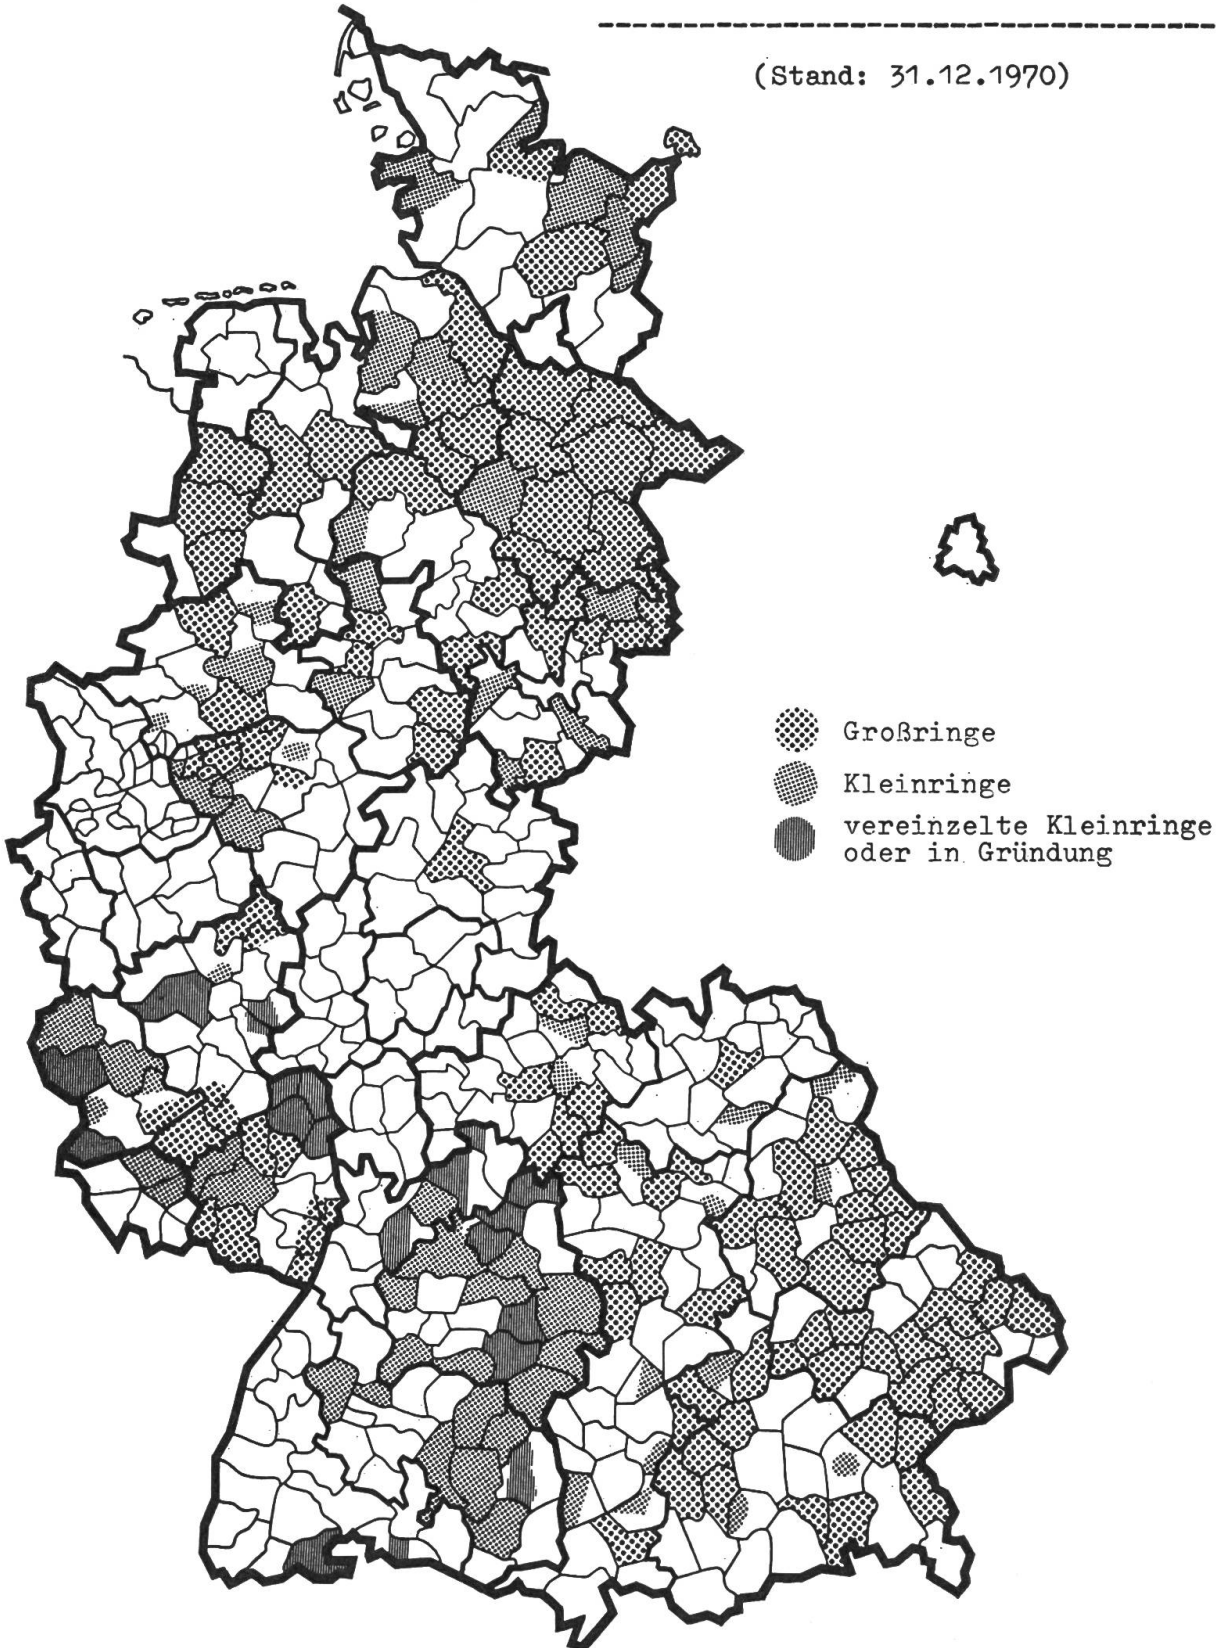 (Stand: 31.12.1970)
Großringe
Kleinringe
vereinzelte Kleinringe
oder in Gründung